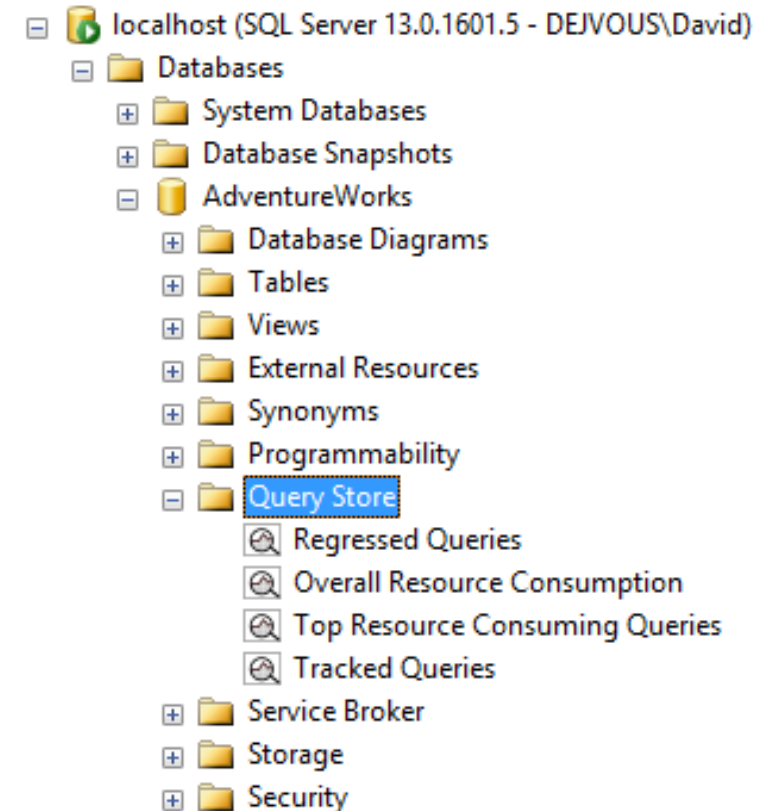 localhost (SQL Server 13.0.1601.5 - DEJVOUS\David)
Databases
System Databases
Database Snapshots
AdventureWorks
Database Diagrams
Tables
Views
External Resources
Synonyms
Programmability
Query Store
Regressed Queries
Overall Resource Consumption
Top Resource Consuming Queries
Tracked Queries
Service Broker
Storage
Security